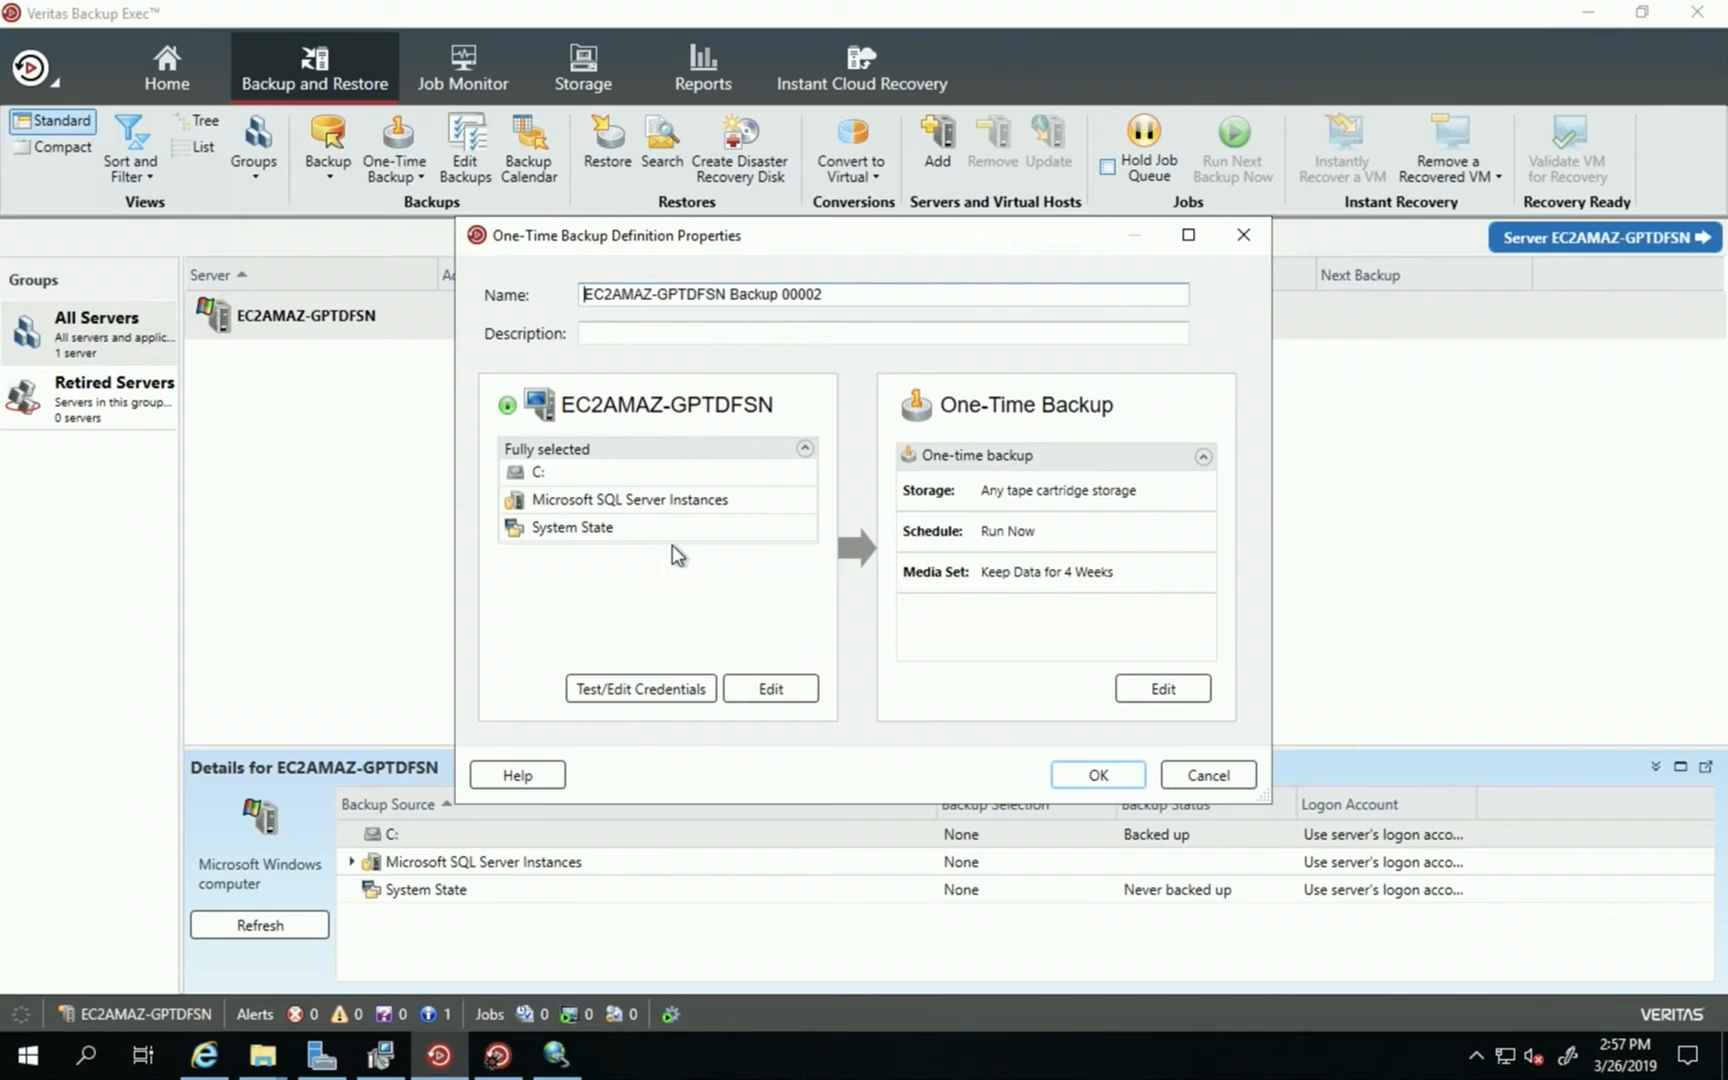 Veritas Backup Exec™
Home
Backup and Restore
Job Monitor
Storage
Reports
Instant Cloud Recovery
Standard
Compact
Sort and
Filter
Tree
List
Groups
Views
Backup
One-Time
Backup
Edit
Backups
Backup
Calendar
Backups
Restore
Search
Create Disaster
Recovery Disk
Restores
Convert to
Virtual
Conversions
Add
Remove
Update
Servers and Virtual Hosts
Hold Job
Queue
Run Next
Backup Now
Jobs
Instantly
Recover a VM
Remove a
Recovered VM
Instant Recovery
Validate VM
for Recovery
Recovery Ready
Server EC2AMAZ-GPTDFSN
Groups
All Servers
All servers and applic...
1 server
Retired Servers
Servers in this group...
0 servers
Server
Ac
Next Backup
EC2AMAZ-GPTDFSN
One-Time Backup Definition Properties
Name:
EC2AMAZ-GPTDFSN Backup 00002
Description:
EC2AMAZ-GPTDFSN
Fully selected
C:
Microsoft SQL Server Instances
System State
Test/Edit Credentials
Edit
1
One-Time Backup
One-time backup
Storage: Any tape cartridge storage
Schedule: Run Now
Media Set: Keep Data for 4 Weeks
Edit
Help
OK
Cancel
Details for EC2AMAZ-GPTDFSN
Microsoft Windows
computer
Refresh
Backup Source
Backup Selection
Backup Status
Logon Account
C:
None
Backed up
Use server's logon acco...
Microsoft SQL Server Instances
None
Use server's logon acco...
System State
None
Never backed up
Use server's logon acco...
EC2AMAZ-GPTDFSN
Alerts 0 0 0 1
Jobs 0 0 0
VERITAS
2:57 PM
3/26/2019